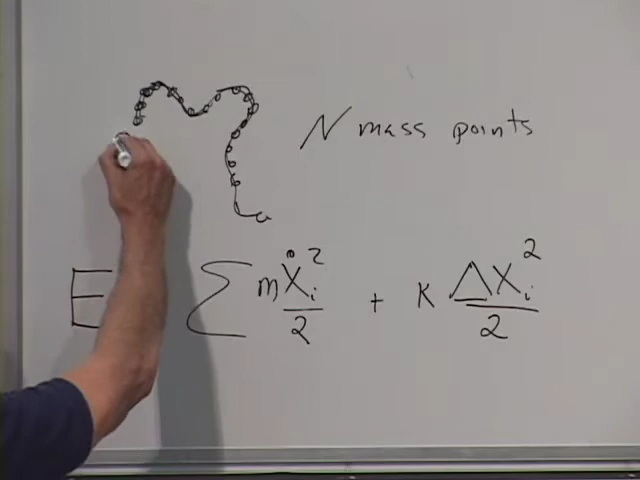 N mass points
E ∑ mẊᵢ²/2 + K ΔXᵢ²/2